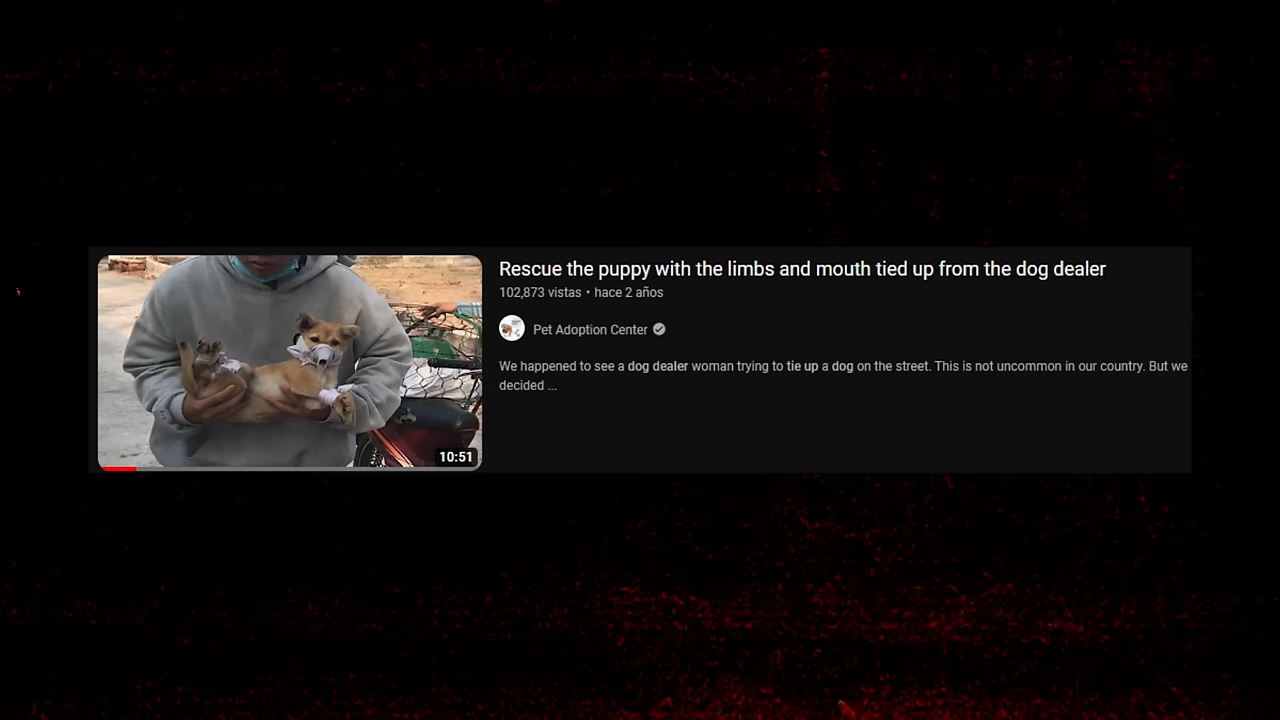 Rescue the puppy with the limbs and mouth tied up from the dog dealer
102,873 vistas • hace 2 años
Pet Adoption Center
We happened to see a dog dealer woman trying to tie up a dog on the street. This is not uncommon in our country. But we
decided ...
10:51